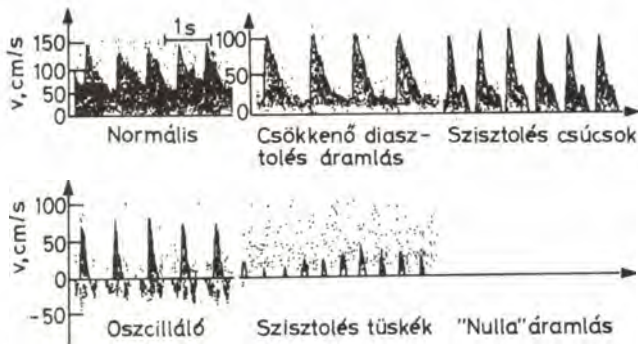 1s
v, cm/s
150
100
50
0
Normális
100
50
0
Csökkenő diasz-
tolés áramlás
Szisztolés csúcsok
v, cm/s
100
50
0
-50
Oszcilláló
Szisztolés tüskék
"Nulla" áramlás